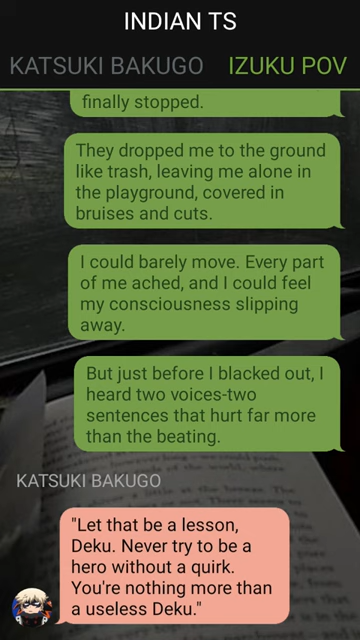 INDIAN TS
KATSUKI BAKUGO IZUKU POV
finally stopped.
They dropped me to the ground
like trash, leaving me alone in
the playground, covered in
bruises and cuts.
I could barely move. Every part
of me ached, and I could feel
my consciousness slipping
away.
But just before I blacked out, I
heard two voices-two
sentences that hurt far more
than the beating.
KATSUKI BAKUGO
"Let that be a lesson,
Deku. Never try to be a
hero without a quirk.
You're nothing more than
a useless Deku."